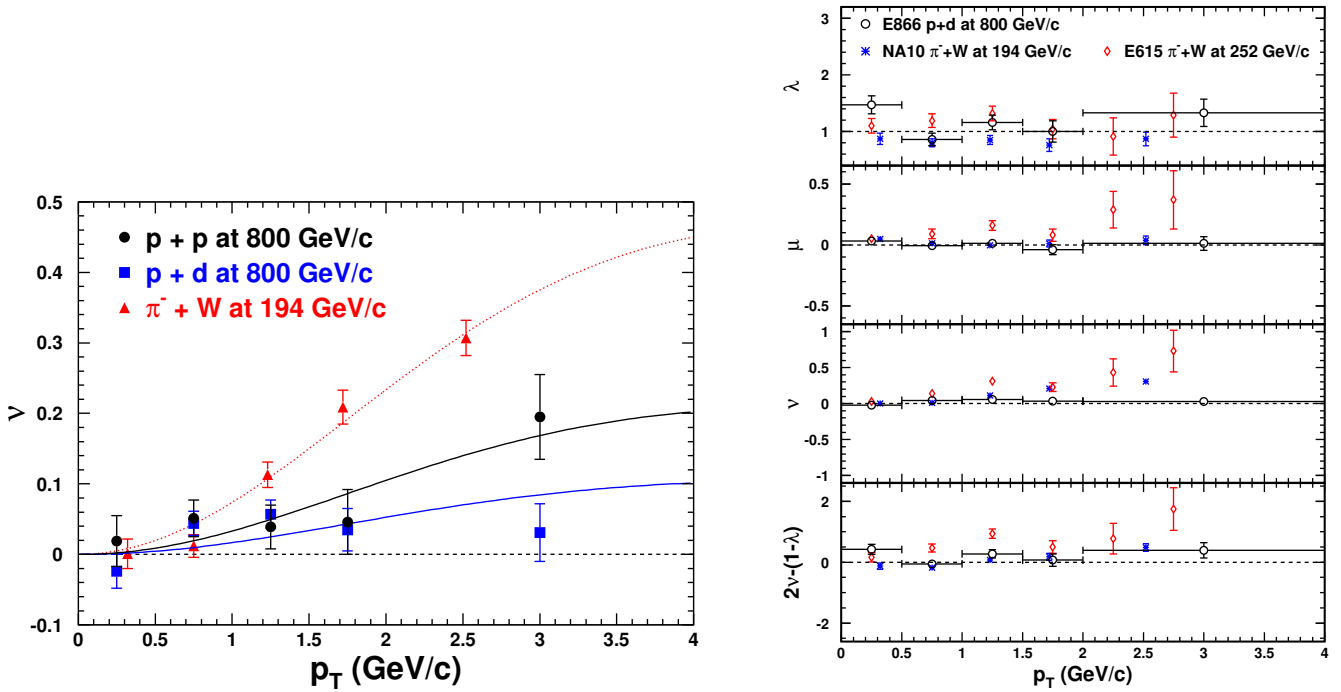 0.5
0.4
0.3
0.2
0.1
0
-0.1
ν
p + p at 800 GeV/c
p + d at 800 GeV/c
π⁻ + W at 194 GeV/c
0 0.5 1 1.5 2 2.5 3 3.5 4
p_T (GeV/c)
E866 p+d at 800 GeV/c
NA10 π⁻+W at 194 GeV/c E615 π⁻+W at 252 GeV/c
3
2
1
λ
0.5
0
-0.5
μ
1
0.5
0
-0.5
-1
ν
2
0
-2
2ν-(1-λ)
0 0.5 1 1.5 2 2.5 3 3.5 4
p_T (GeV/c)